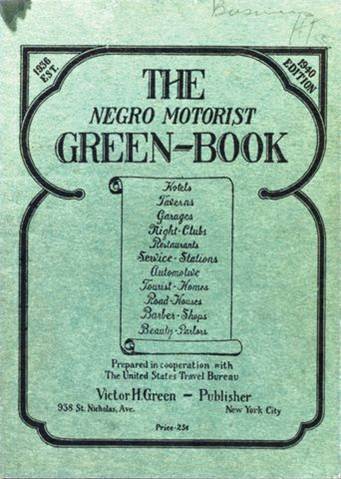 1936
EST.
1940
EDITION
THE
NEGRO MOTORIST
GREEN-BOOK
Hotels
Taverns
Garages
Night-Clubs
Restaurants
Service-Stations
Automotive
Tourist-Homes
Road-Houses
Barber-Shops
Beauty-Parlors
Prepared in cooperation with
The United States Travel Bureau
Victor H. Green — Publisher
938 St. Nicholas, Ave. New York City
Price-25¢